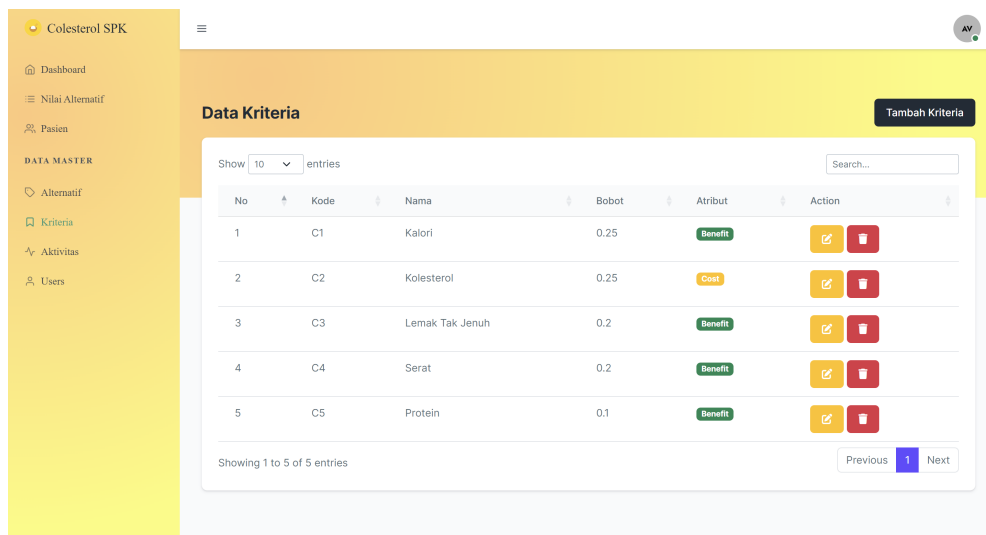 Colesterol SPK
AV
Dashboard
Nilai Alternatif
Pasien
DATA MASTER
Alternatif
Kriteria
Aktivitas
Users
Data Kriteria
Tambah Kriteria
Show 10 entries
Search...
No Kode Nama Bobot Atribut Action
1 C1 Kalori 0.25 Benefit
2 C2 Kolesterol 0.25 Cost
3 C3 Lemak Tak Jenuh 0.2 Benefit
4 C4 Serat 0.2 Benefit
5 C5 Protein 0.1 Benefit
Showing 1 to 5 of 5 entries
Previous 1 Next